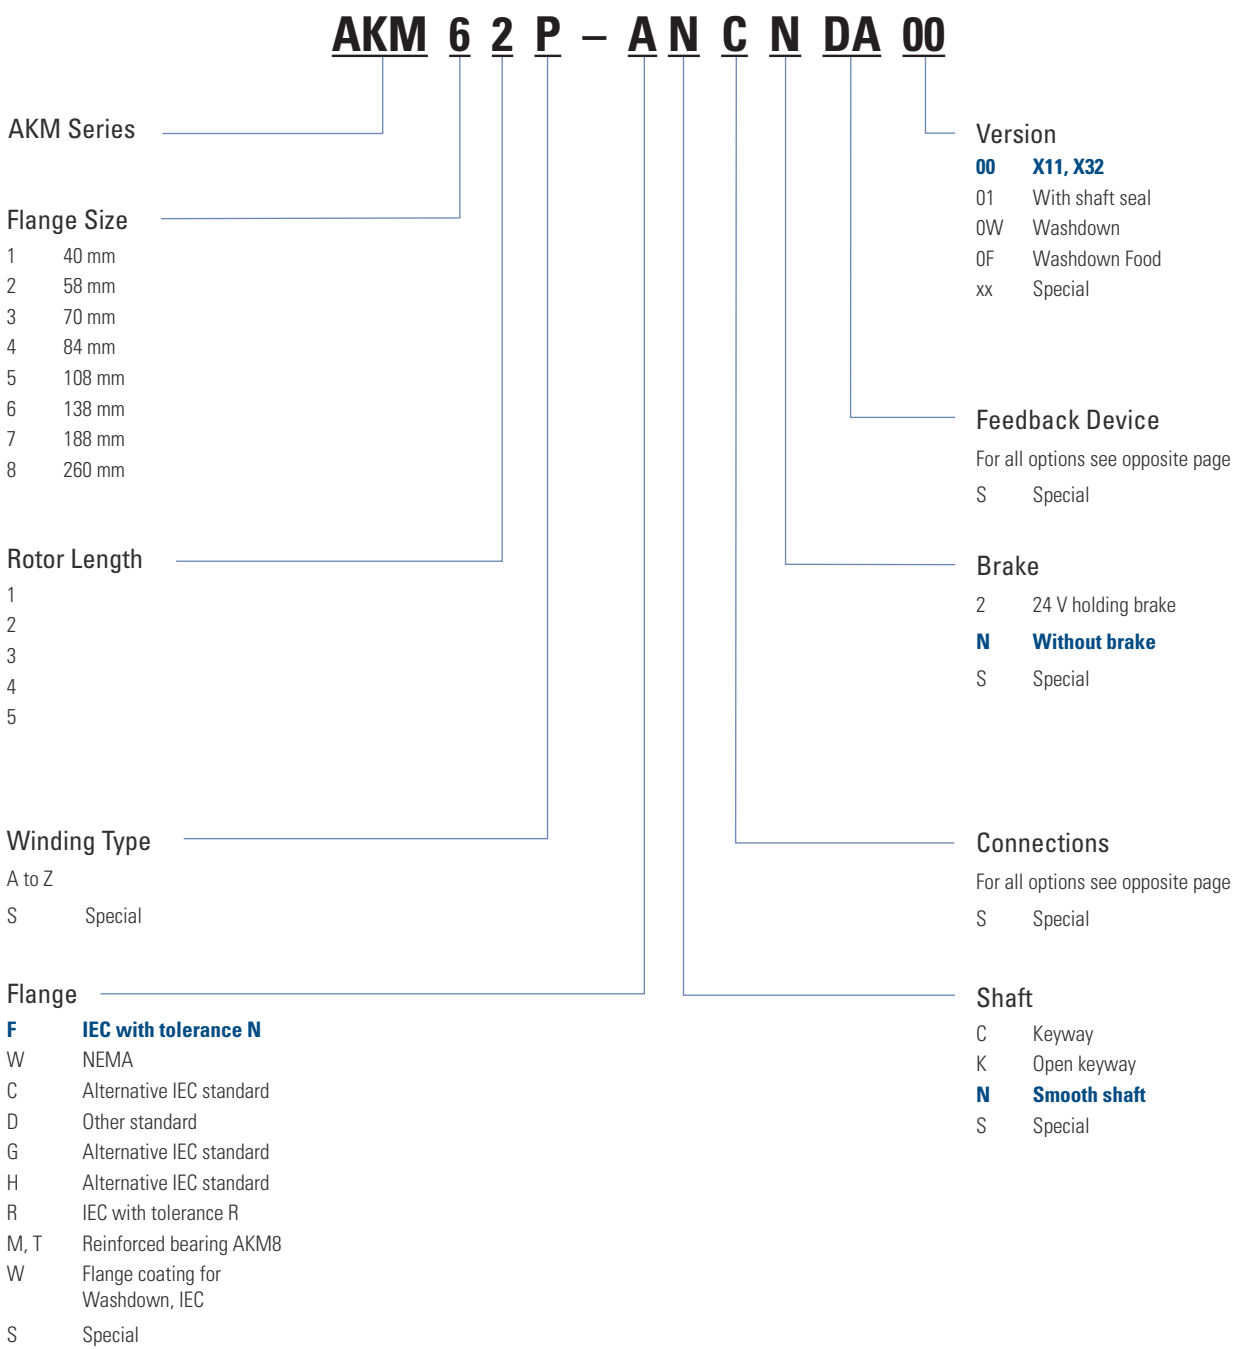 AKM 6 2 P – A N C N DA 00
AKM Series
Flange Size
1 40 mm
2 58 mm
3 70 mm
4 84 mm
5 108 mm
6 138 mm
7 188 mm
8 260 mm
Rotor Length
1
2
3
4
5
Winding Type
A to Z
S Special
Flange
F IEC with tolerance N
W NEMA
C Alternative IEC standard
D Other standard
G Alternative IEC standard
H Alternative IEC standard
R IEC with tolerance R
M, T Reinforced bearing AKM8
W Flange coating for
Washdown, IEC
S Special
Version
00 X11, X32
01 With shaft seal
0W Washdown
0F Washdown Food
xx Special
Feedback Device
For all options see opposite page
S Special
Brake
2 24 V holding brake
N Without brake
S Special
Connections
For all options see opposite page
S Special
Shaft
C Keyway
K Open keyway
N Smooth shaft
S Special